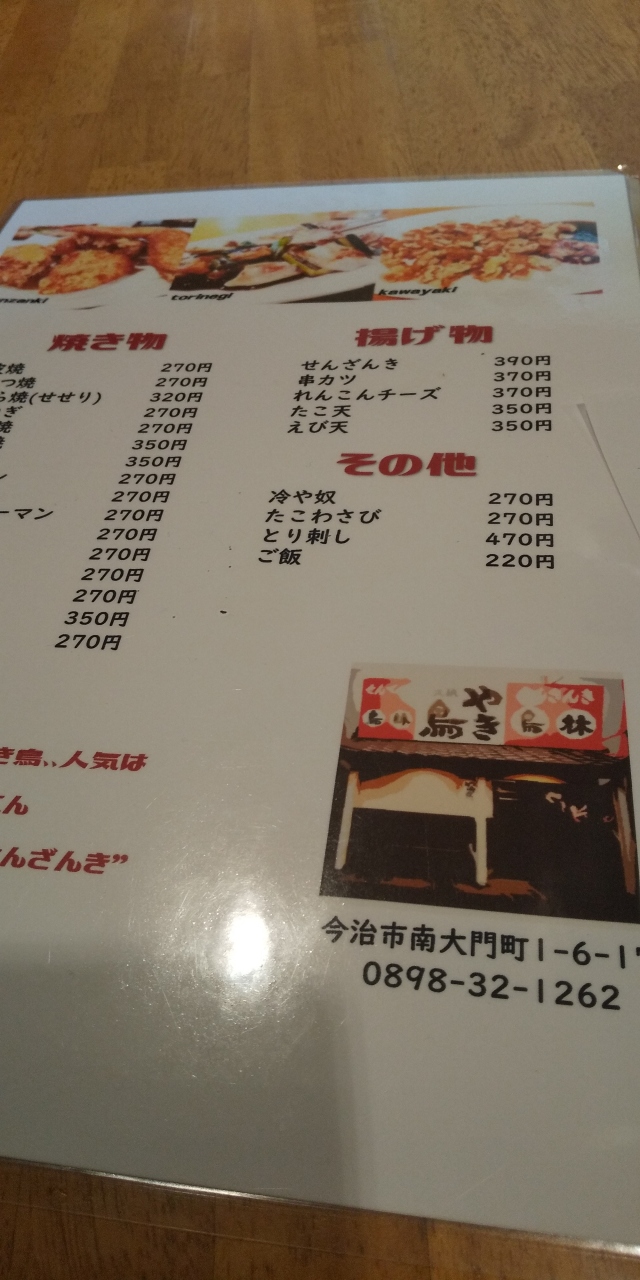 nzanki
torinegi
kawayaki
焼き物
皮焼 270円
つ焼 270円
ら焼(せせり) 320円
ぎ 270円
焼 270円
焼 350円
350円
ン 270円
270円
ーマン 270円
270円
270円
270円
270円
350円
270円
揚げ物
せんざんき 390円
串カツ 370円
れんこんチーズ 370円
たこ天 350円
えび天 350円
その他
冷や奴 270円
たこわさび 270円
とり刺し 470円
ご飯 220円
き鳥、、人気は
ん
んざんき”
やき
鳥林 鳥 鳥林
今治市南大門町1-6-1
0898-32-1262